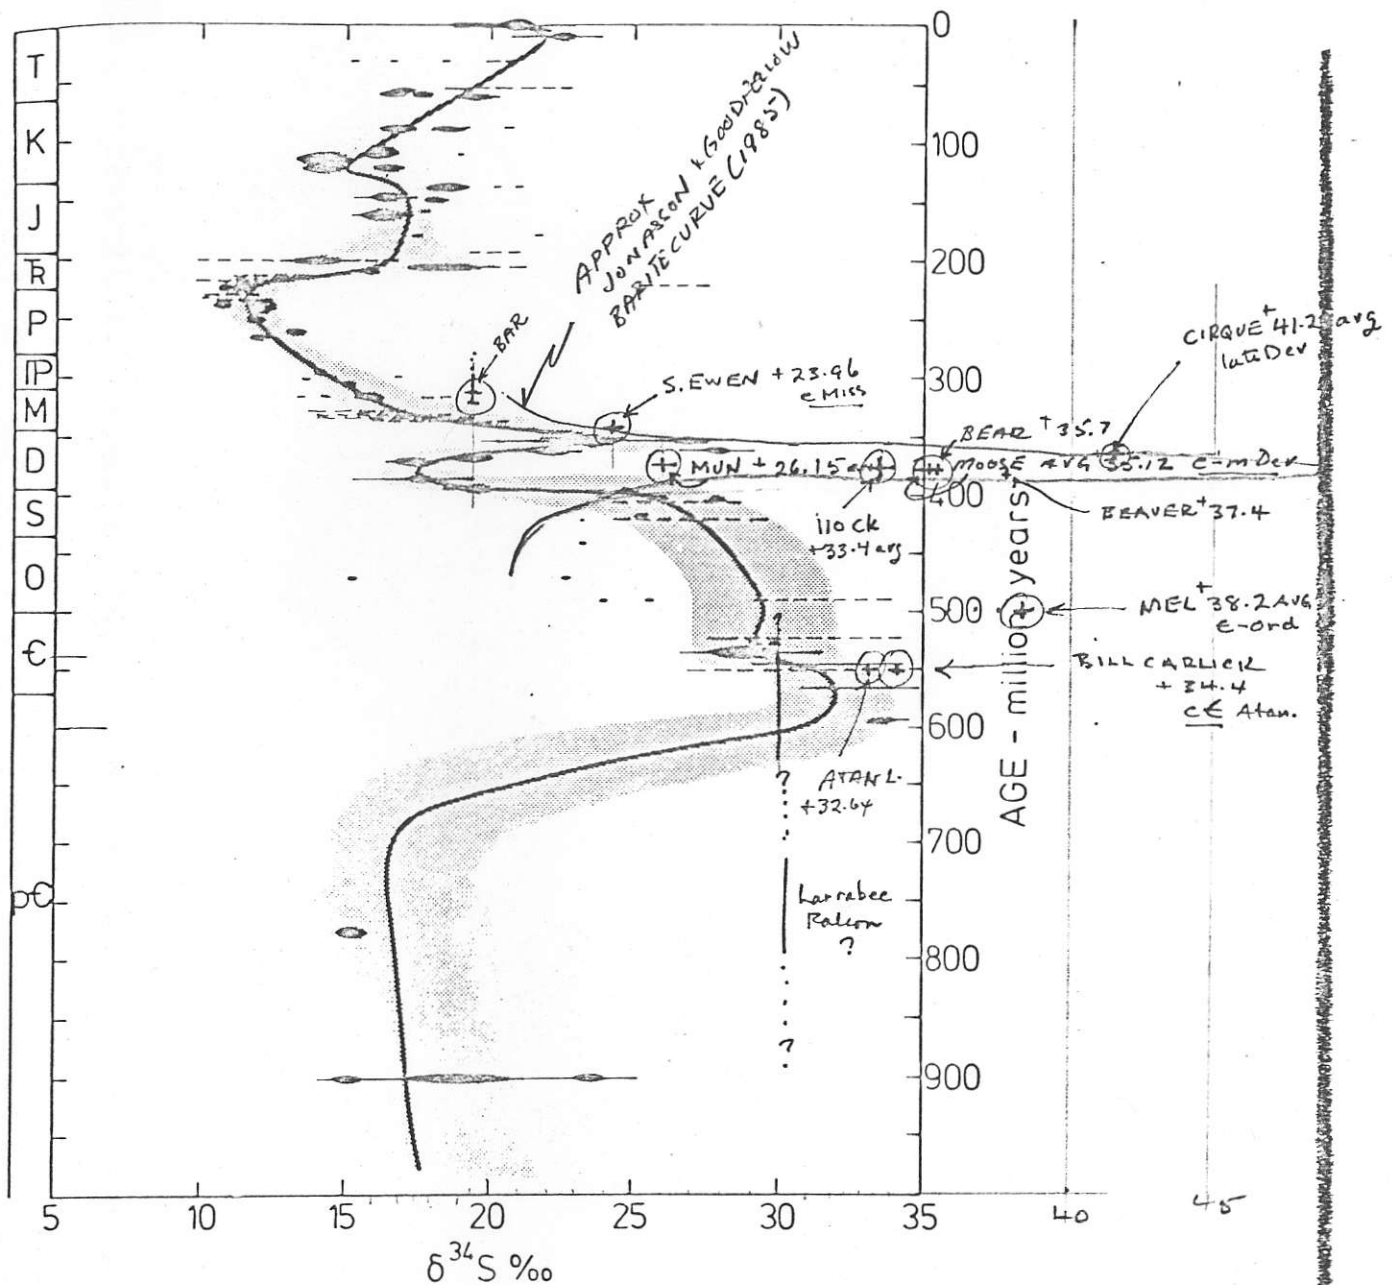 0
T
APPROX
JONASSON & GOODFELLOW
BARITE CURVE (1985)
K
100
J
200
TR
P
BAR
CIRQUE +41.2 avg
late Dev
IP
300
S. EWEN +23.96
e Miss
M
BEAR +35.7
D
MUN +26.15
MOOSE AVG 35.12 e-m Dev
400
S
BEAVER +37.4
+33.4 avg
O
500
MEL +38.2 AVG
€-ord
€
BILL CARLICK
+34.4
Atan.
600
AGE - million years
?
ATAN L.
+32.64
700
p€
Larrabee
?
800
?
900
5
10
15
20
25
30
35
40
45
δ34S ‰